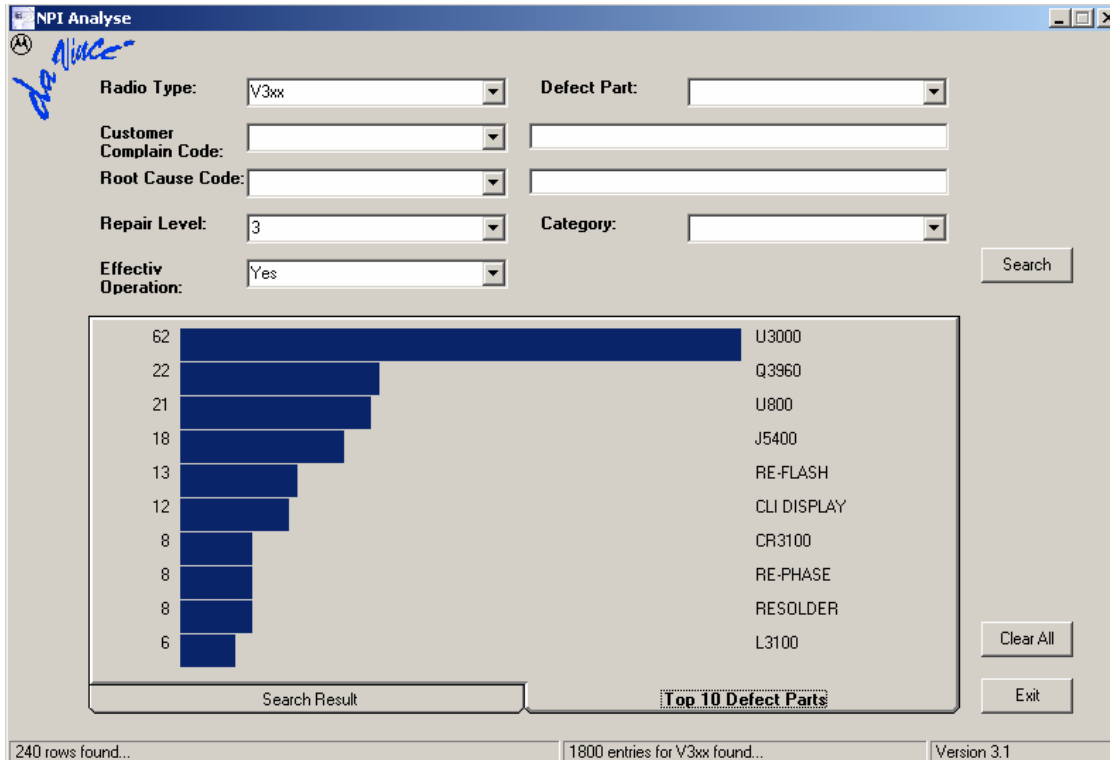 NPI Analyse
da Vinci
Radio Type: V3xx Defect Part:
Customer
Complain Code:
Root Cause Code:
Repair Level: 3 Category:
Effectiv
Operation: Yes
Search
62 U3000
22 Q3960
21 U800
18 J5400
13 RE-FLASH
12 CLI DISPLAY
8 CR3100
8 RE-PHASE
8 RESOLDER
6 L3100
Clear All
Search Result Top 10 Defect Parts
Exit
240 rows found... 1800 entries for V3xx found... Version 3.1